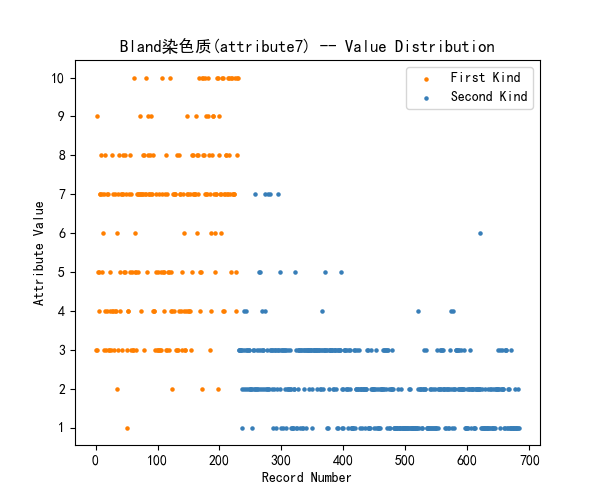 Bland染色质(attribute7) -- Value Distribution
First Kind
Second Kind
Attribute Value
10
9
8
7
6
5
4
3
2
1
0 100 200 300 400 500 600 700
Record Number